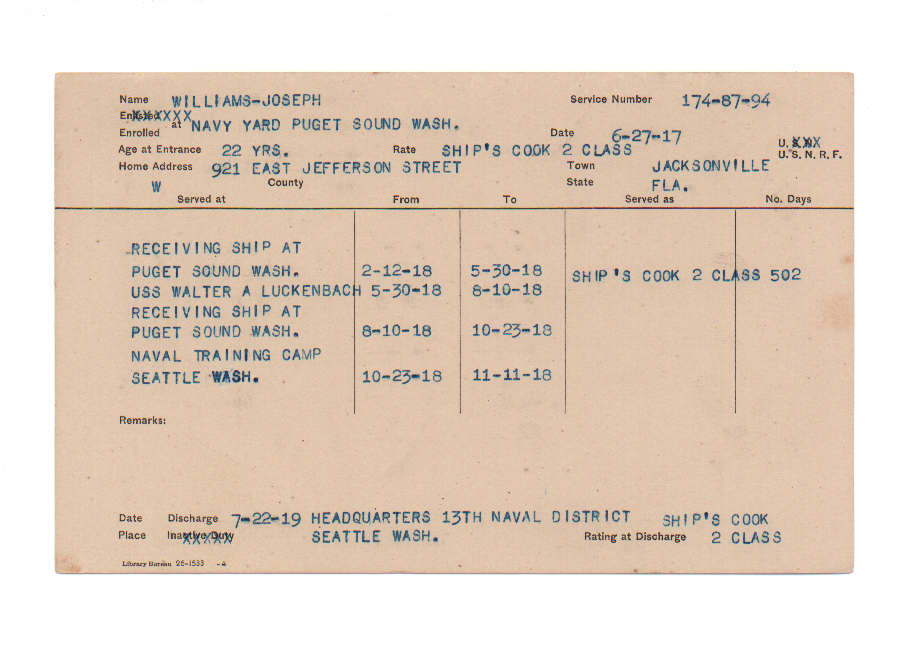 Name WILLIAMS-JOSEPH Service Number 174-87-94
Enlisted XXXXXX
Enrolled at NAVY YARD PUGET SOUND WASH. Date 6-27-17
Age at Entrance 22 YRS. Rate SHIP'S COOK 2 CLASS U. S. N. XXX
U. S. N. R. F.
Home Address 921 EAST JEFFERSON STREET Town JACKSONVILLE
W County State FLA.
Served at From To Served as No. Days
RECEIVING SHIP AT
PUGET SOUND WASH. 2-12-18 5-30-18 SHIP'S COOK 2 CLASS 502
USS WALTER A LUCKENBACH 5-30-18 8-10-18
RECEIVING SHIP AT
PUGET SOUND WASH. 8-10-18 10-23-18
NAVAL TRAINING CAMP
SEATTLE WASH. 10-23-18 11-11-18
Remarks:
Date Discharge 7-22-19 HEADQUARTERS 13TH NAVAL DISTRICT SHIP'S COOK
Place Inactive Duty XXXXX SEATTLE WASH. Rating at Discharge 2 CLASS
Library Bureau 26-1533 -4